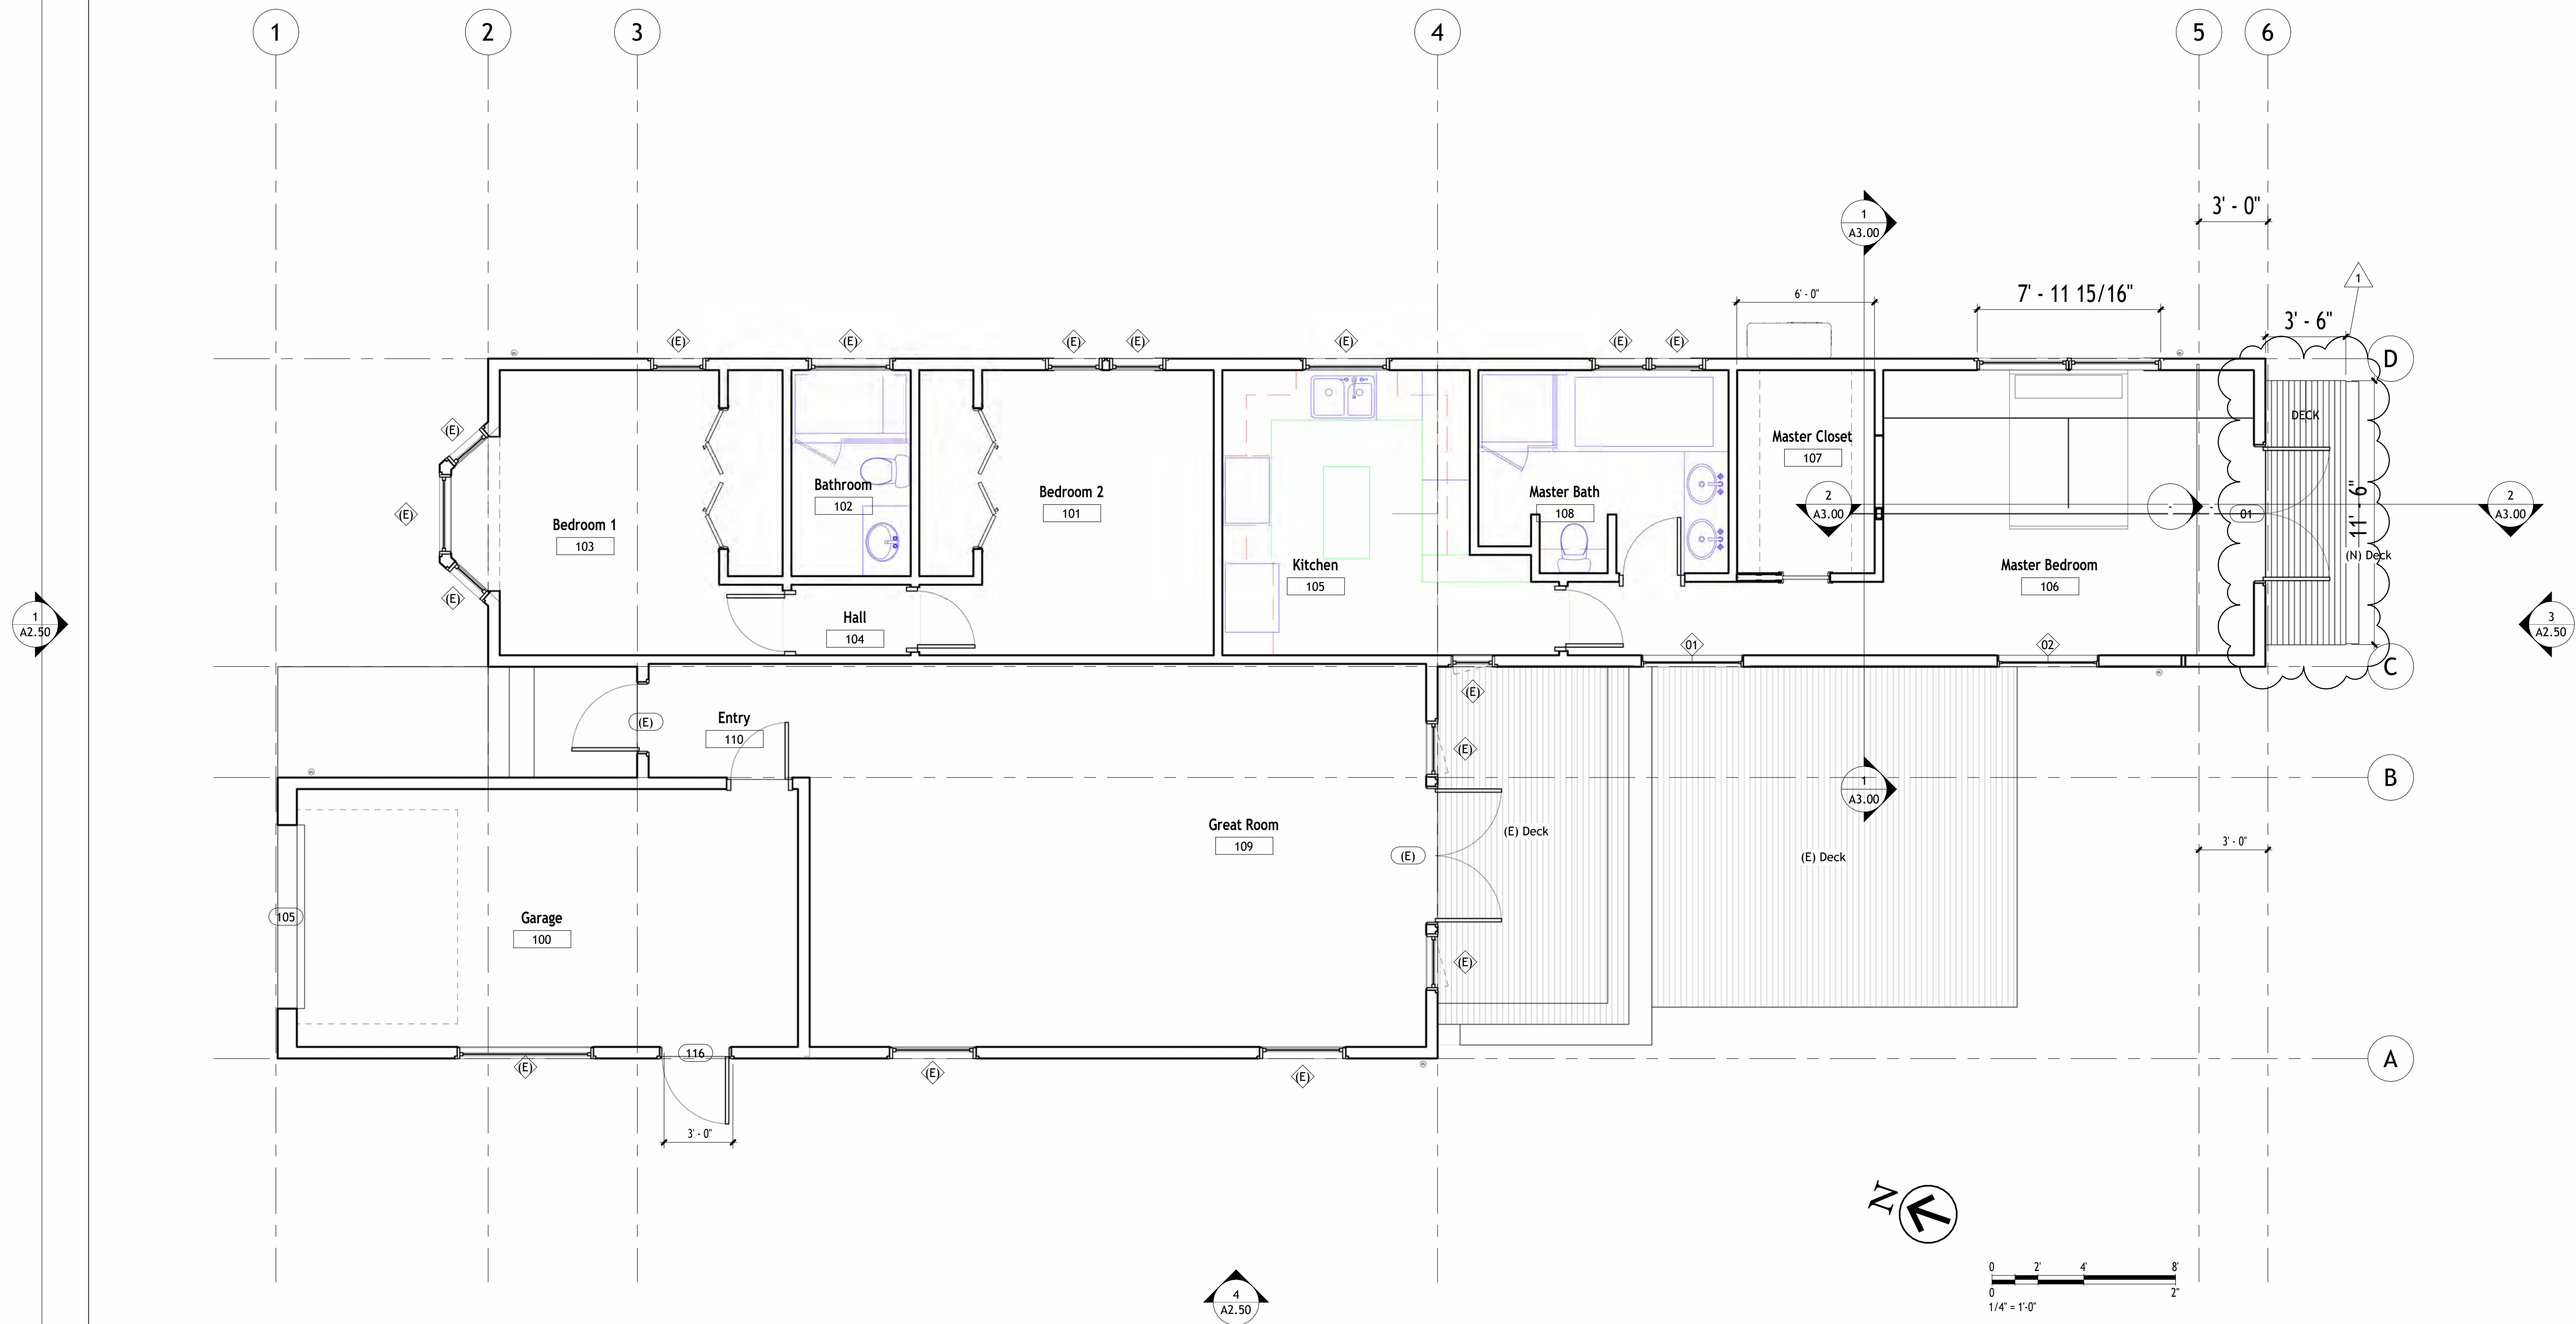 1 2 3 4 5 6
3' - 0"
1
A3.00
1
6' - 0"
7' - 11 15/16"
3' - 6"
(E) (E) (E) (E) (E) (E) (E)
D
DECK
(E)
Master Closet
107
Bathroom
102
Bedroom 2
101
Master Bath
108
2
A3.00
2
A3.00
(E)
01
11' - 6"
Bedroom 1
103
(N) Deck
Kitchen
105
Master Bedroom
106
(E)
Hall
104
1
A2.50
3
A2.50
01
02
C
(E)
Entry
110
(E)
(E)
B
1
A3.00
Great Room
109
(E) Deck
(E)
(E) Deck
3' - 0"
105
Garage
100
(E)
116
A
(E)
(E)
(E)
3' - 0"
N
0 2' 4' 8'
0 2"
1/4" = 1'-0"
4
A2.50